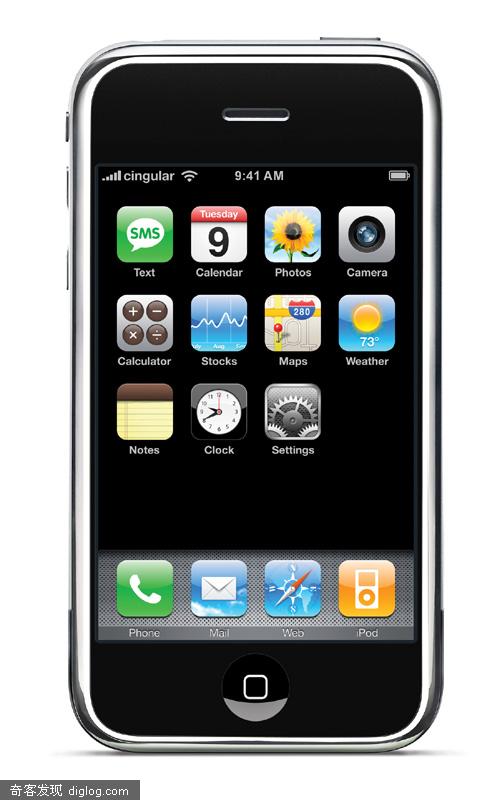 cingular 9:41 AM
SMS Tuesday 9
Text Calendar Photos Camera
280 73°
Calculator Stocks Maps Weather
Notes Clock Settings
Phone Mail Web iPod
奇客发现 diglog.com